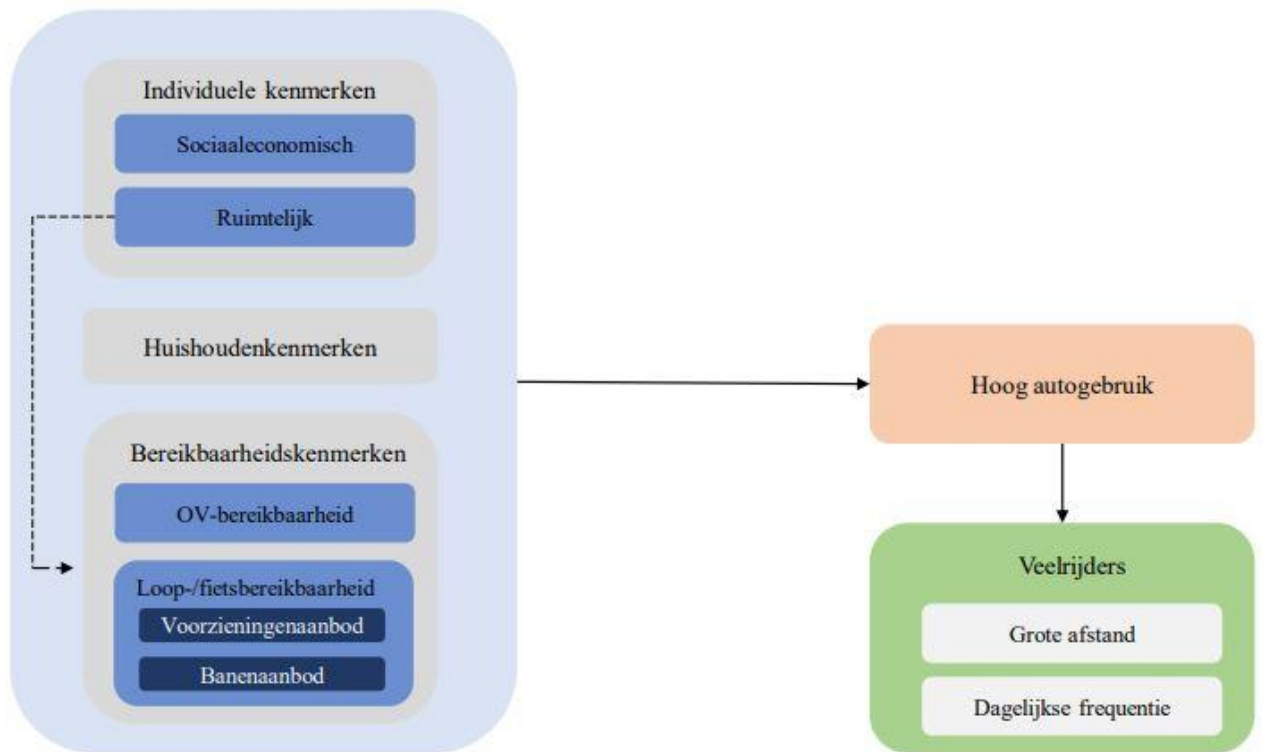 Individuele kenmerken
Sociaaleconomisch
Ruimtelijk
Huishoudenkenmerken
Bereikbaarheidskenmerken
OV-bereikbaarheid
Loop-/fietsbereikbaarheid
Voorzieningenaanbod
Banenaanbod
Hoog autogebruik
Veelrijders
Grote afstand
Dagelijkse frequentie